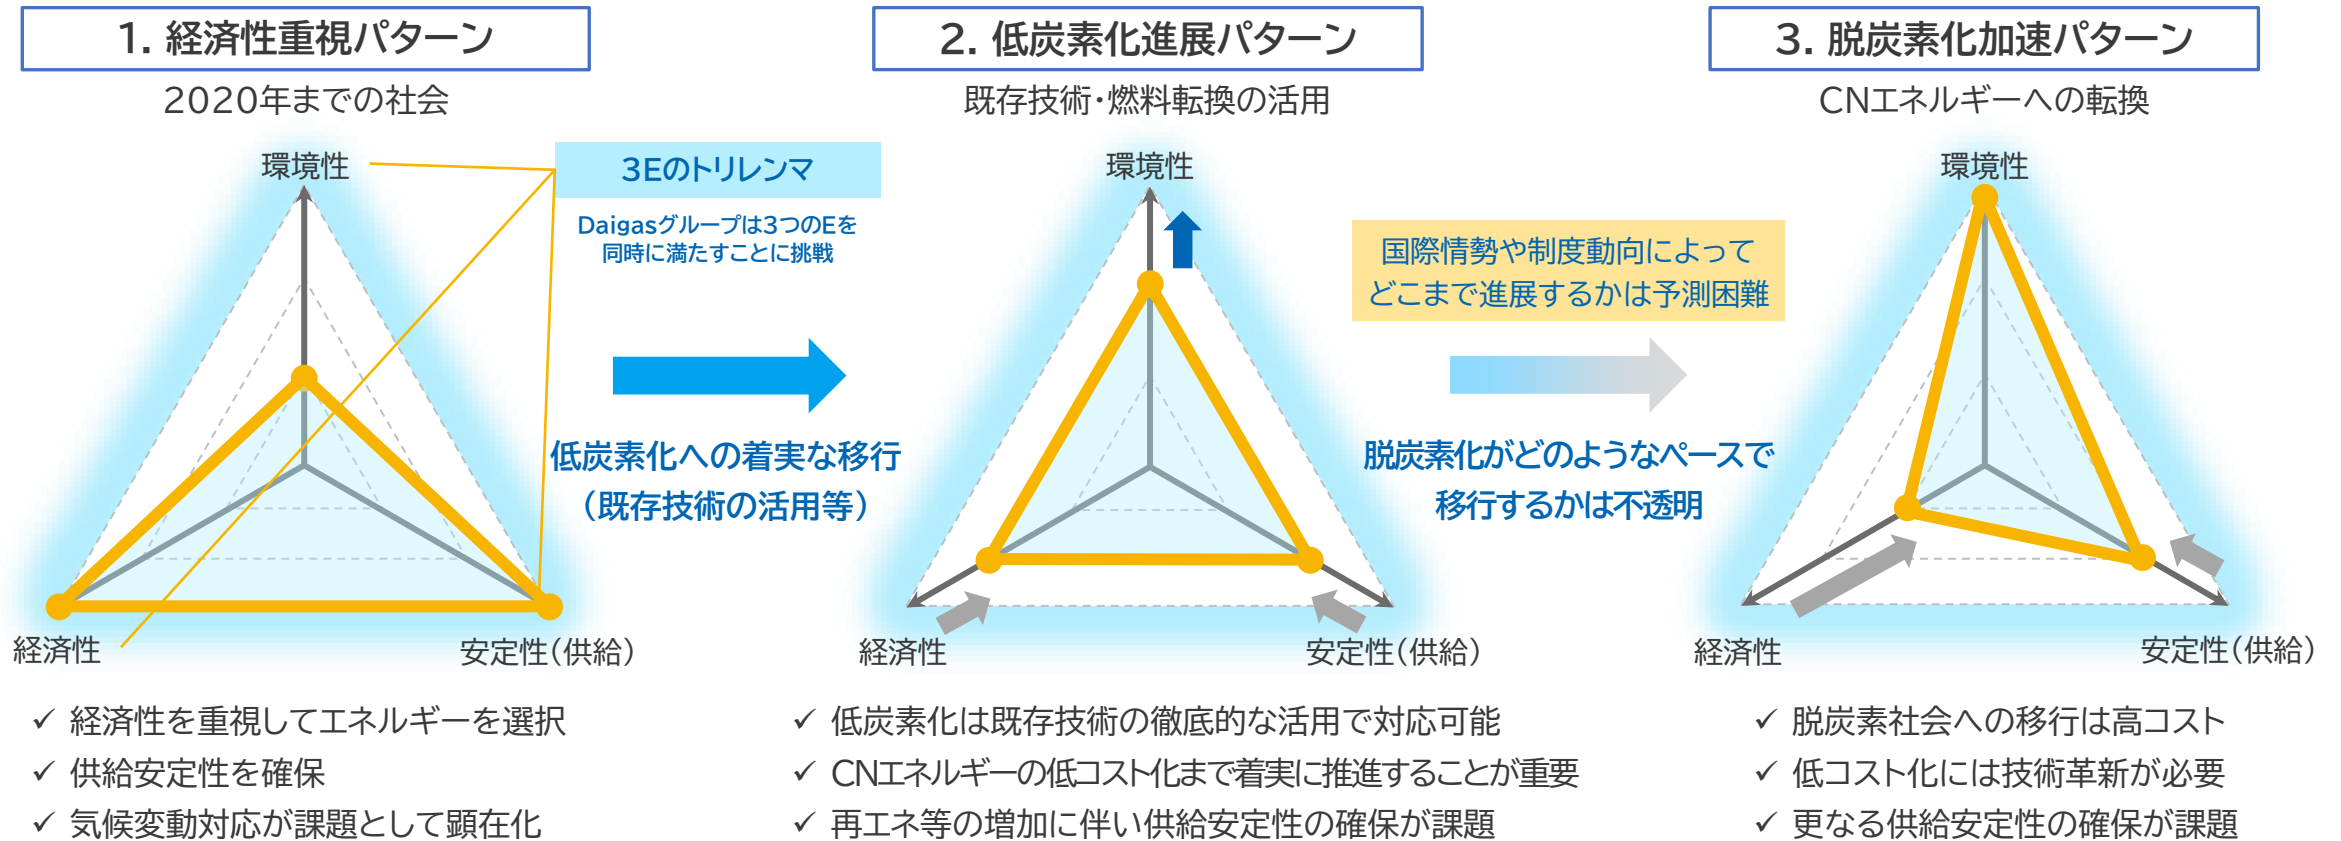 1. 経済性重視パターン
2020年までの社会
環境性
3Eのトリレンマ
Daigasグループは3つのEを
同時に満たすことに挑戦
経済性
安定性(供給)
✓ 経済性を重視してエネルギーを選択
✓ 供給安定性を確保
✓ 気候変動対応が課題として顕在化
低炭素化への着実な移行
(既存技術の活用等)
2. 低炭素化進展パターン
既存技術・燃料転換の活用
環境性
経済性
安定性(供給)
✓ 低炭素化は既存技術の徹底的な活用で対応可能
✓ CNエネルギーの低コスト化まで着実に推進することが重要
✓ 再エネ等の増加に伴い供給安定性の確保が課題
国際情勢や制度動向によって
どこまで進展するかは予測困難
脱炭素化がどのようなペースで
移行するかは不透明
3. 脱炭素化加速パターン
CNエネルギーへの転換
環境性
経済性
安定性(供給)
✓ 脱炭素社会への移行は高コスト
✓ 低コスト化には技術革新が必要
✓ 更なる供給安定性の確保が課題